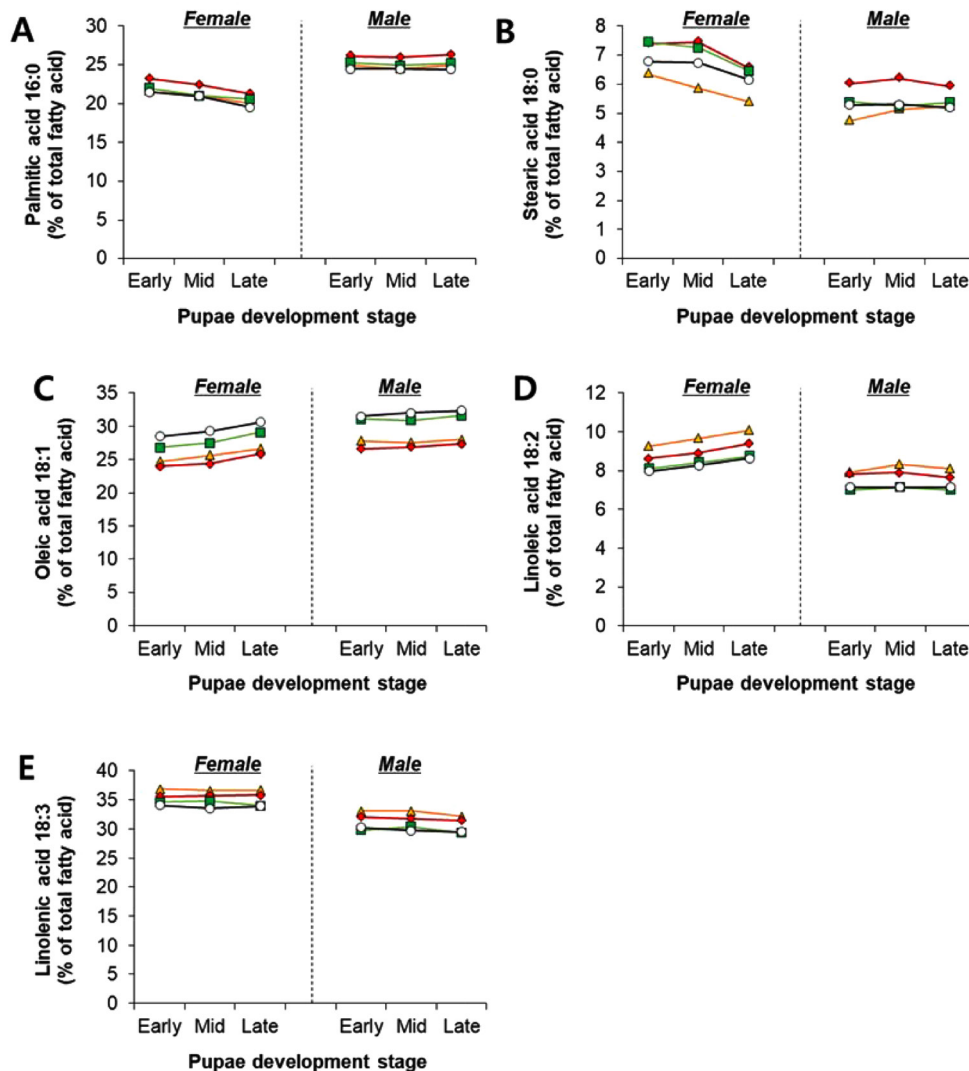 A
Female
Male
Palmitic acid 16:0
(% of total fatty acid)
30
25
20
15
10
5
0
Early Mid Late Early Mid Late
Pupae development stage
B
Female
Male
Stearic acid 18:0
(% of total fatty acid)
8
7
6
5
4
3
2
1
0
Early Mid Late Early Mid Late
Pupae development stage
C
Female
Male
Oleic acid 18:1
(% of total fatty acid)
35
30
25
20
15
10
5
0
Early Mid Late Early Mid Late
Pupae development stage
D
Female
Male
Linoleic acid 18:2
(% of total fatty acid)
12
10
8
6
4
2
0
Early Mid Late Early Mid Late
Pupae development stage
E
Female
Male
Linolenic acid 18:3
(% of total fatty acid)
40
35
30
25
20
15
10
5
0
Early Mid Late Early Mid Late
Pupae development stage